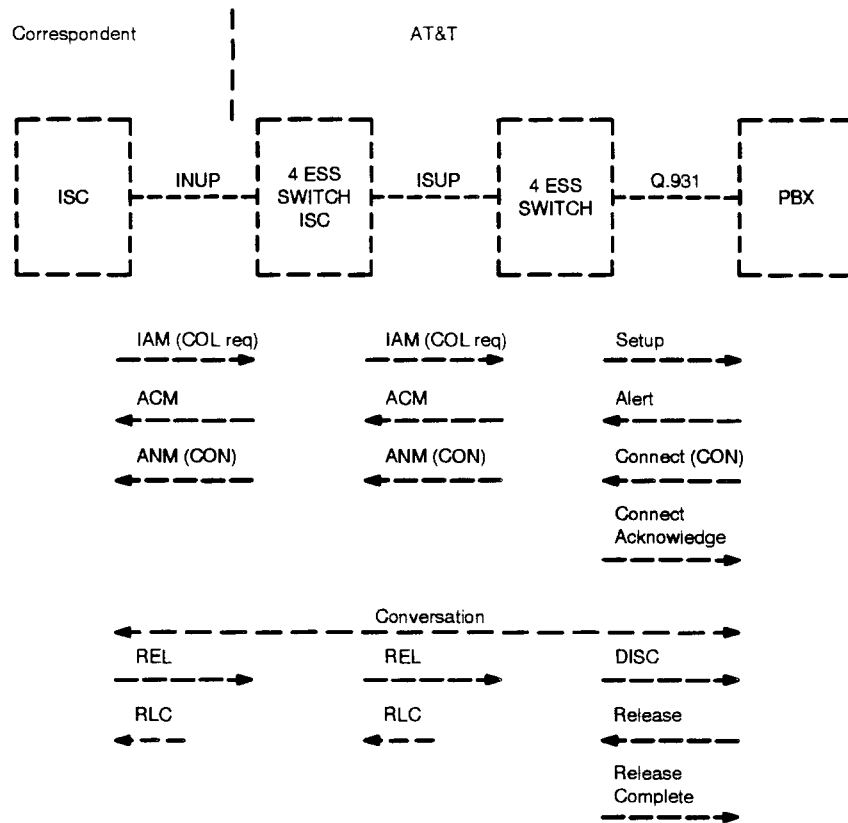 Correspondent
AT&T
ISC
INUP
4 ESS
SWITCH
ISC
ISUP
4 ESS
SWITCH
Q.931
PBX
IAM (COL req)
IAM (COL req)
Setup
ACM
ACM
Alert
ANM (CON)
ANM (CON)
Connect (CON)
Connect
Acknowledge
Conversation
REL
REL
DISC
RLC
RLC
Release
Release
Complete